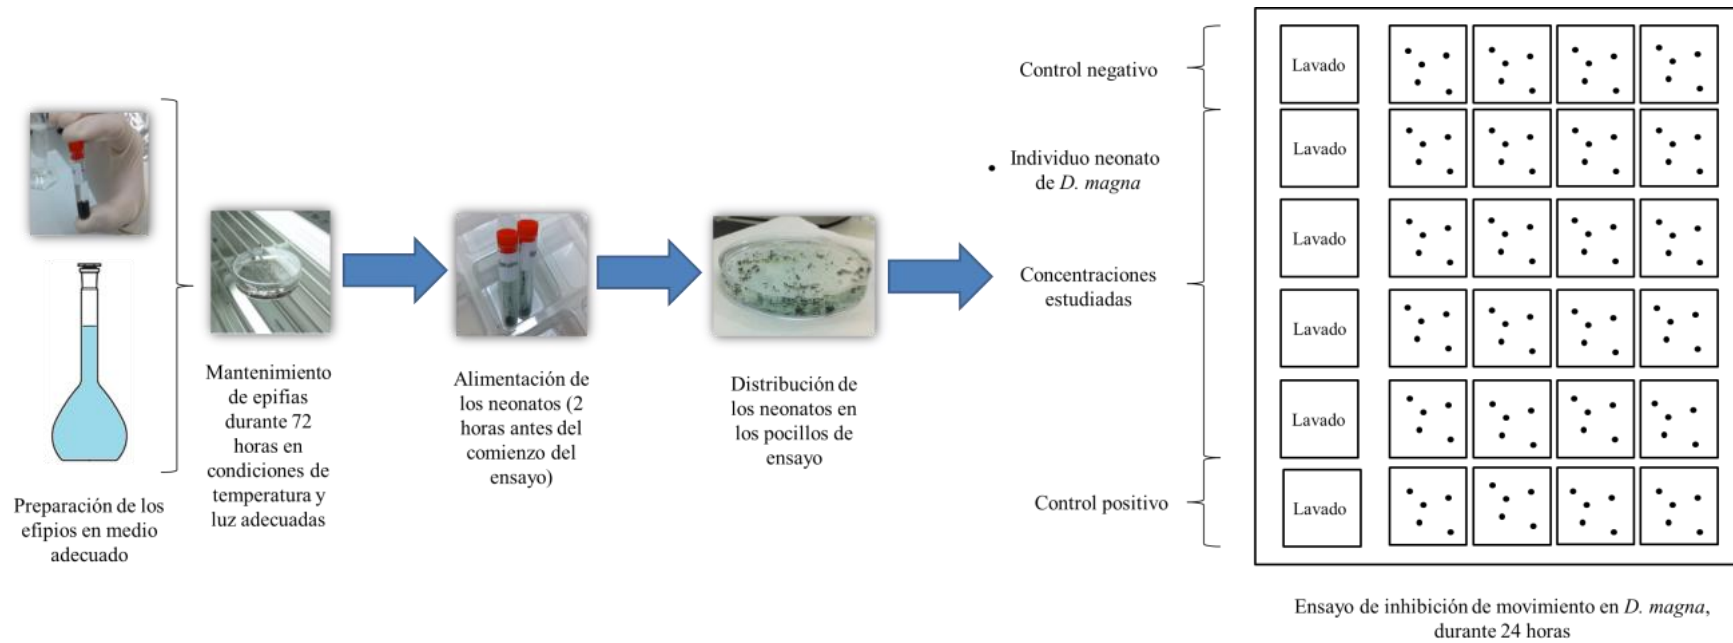 Preparación de los
efipios en medio
adecuado
Mantenimiento
de epifias
durante 72
horas en
condiciones de
temperatura y
luz adecuadas
Alimentación de
los neonatos (2
horas antes del
comienzo del
ensayo)
Distribución de
los neonatos en
los pocillos de
ensayo
Control negativo
Individuo neonato
de D. magna
Concentraciones
estudiadas
Control positivo
Lavado
Lavado
Lavado
Lavado
Lavado
Lavado
Ensayo de inhibición de movimiento en D. magna,
durante 24 horas